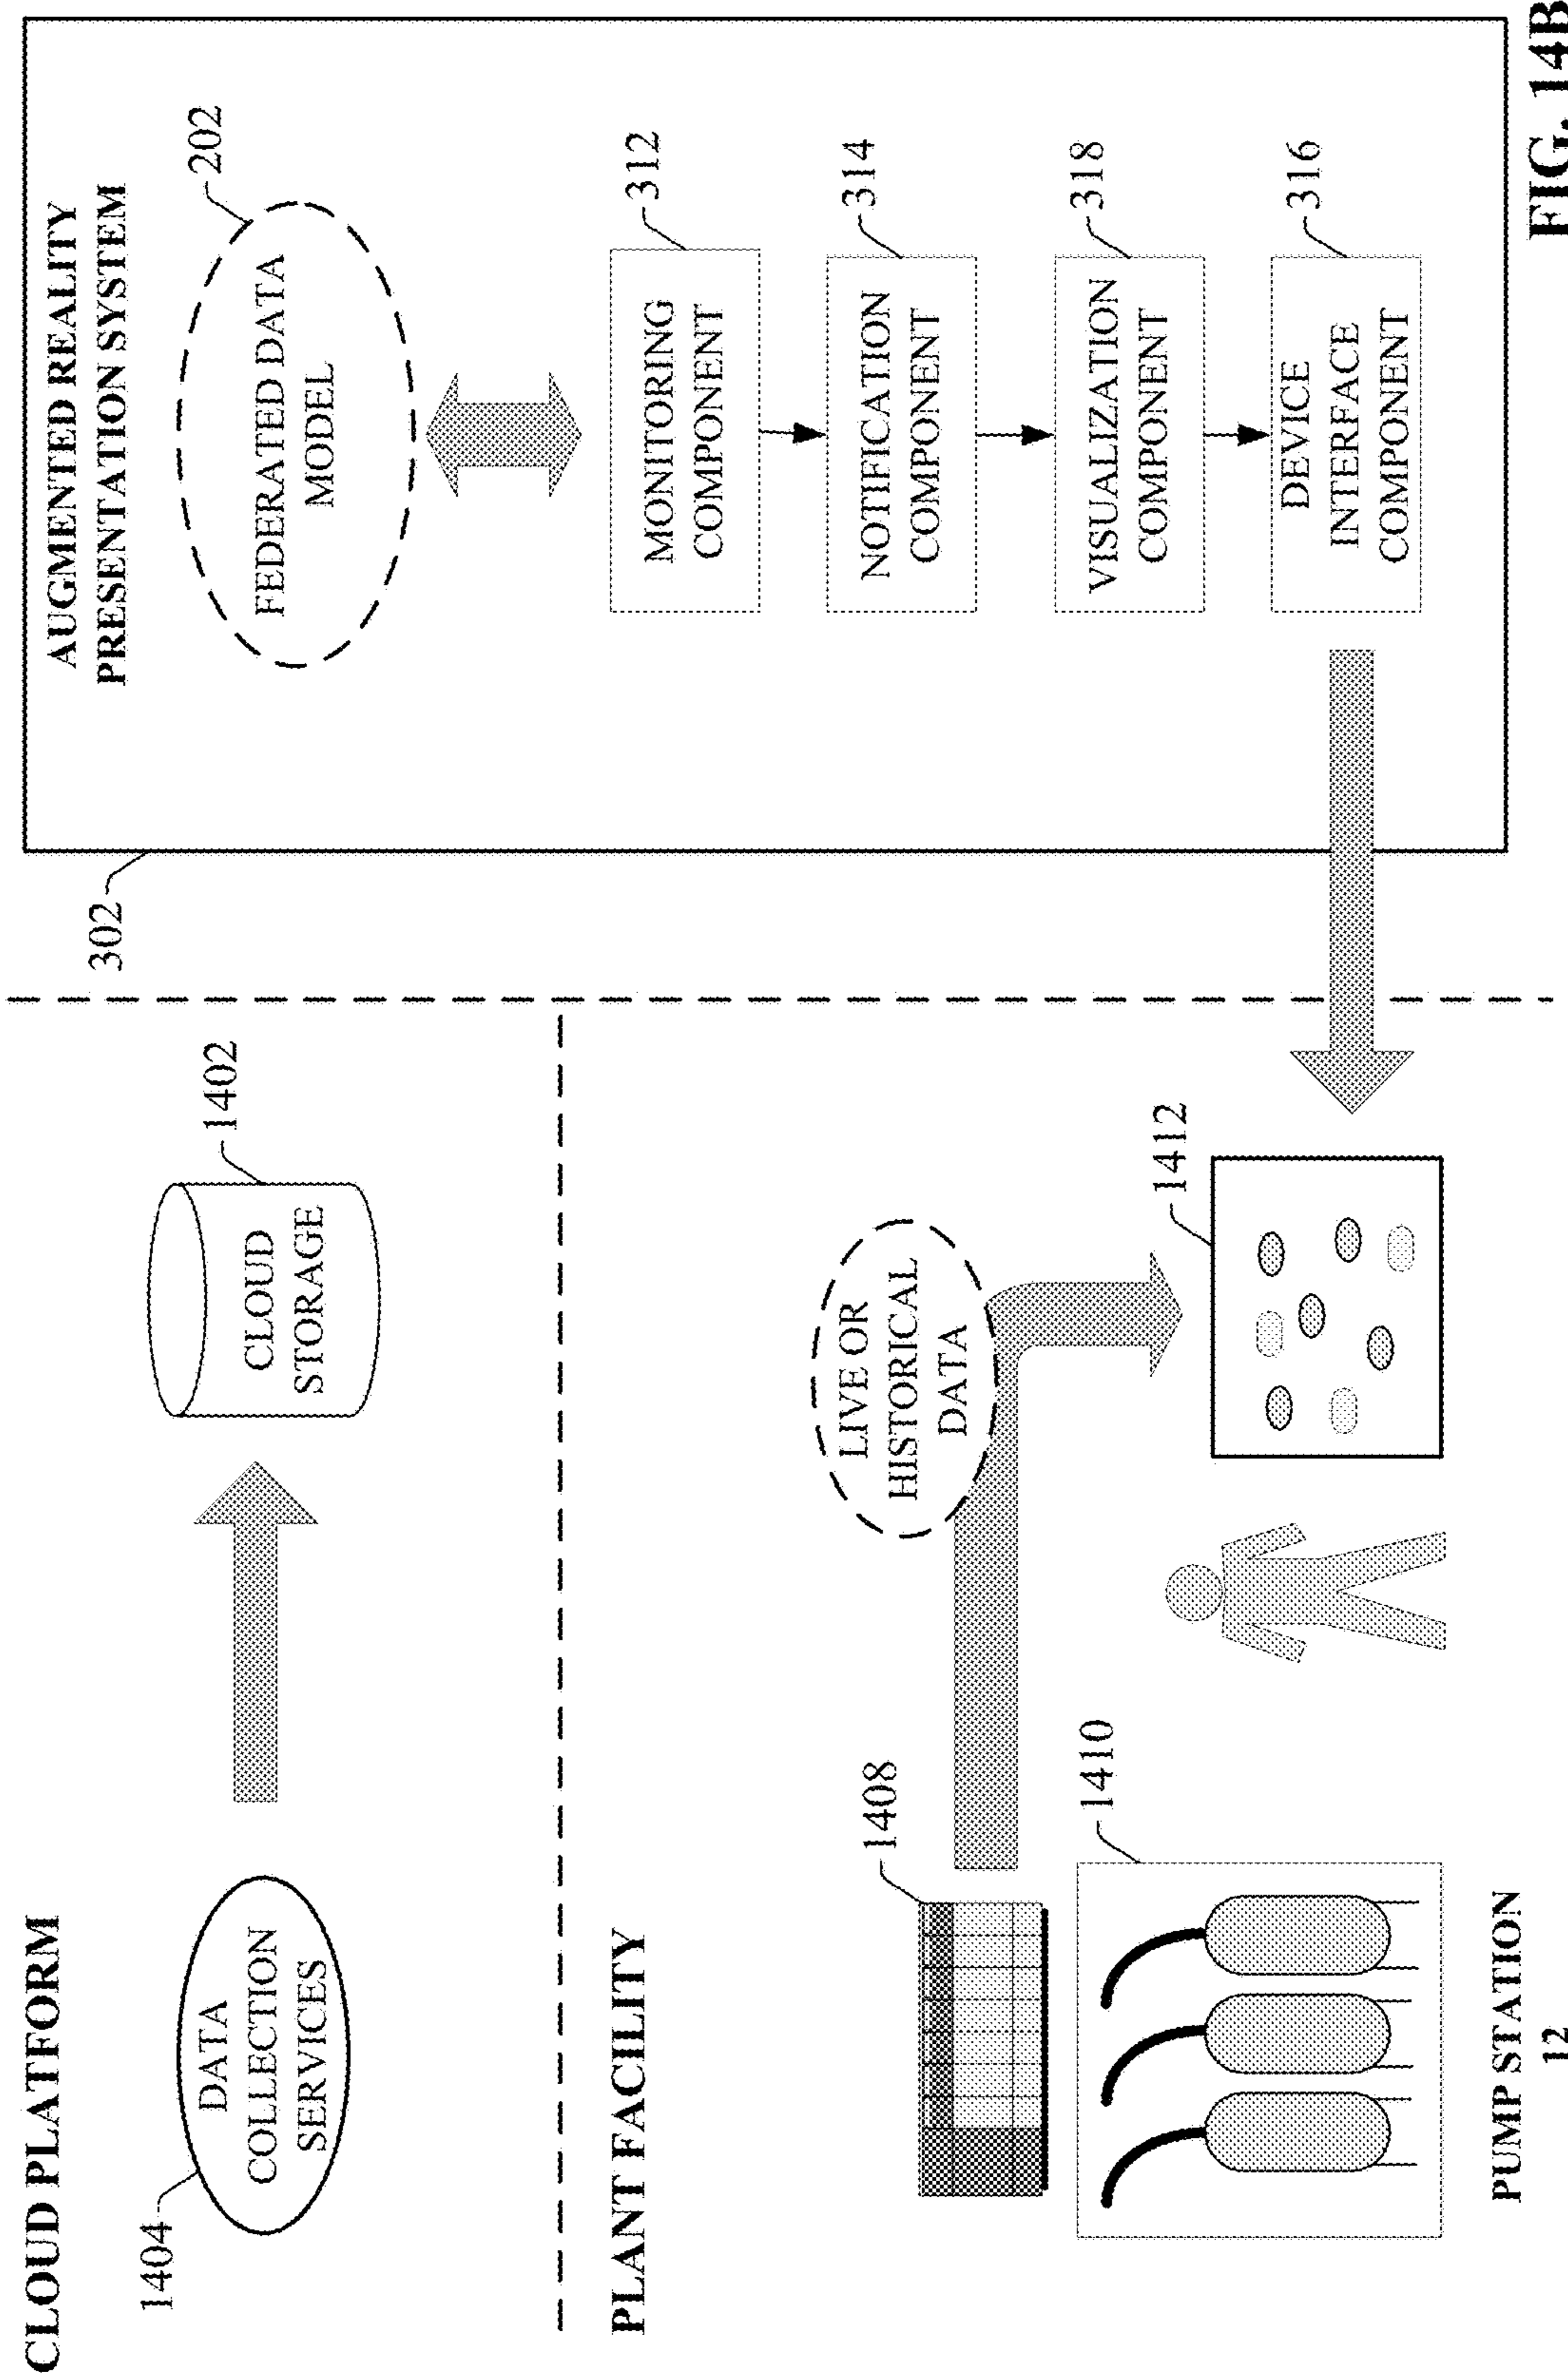 CLOUD PLATFORM
1404
DATA
COLLECTION
SERVICES
1402
CLOUD
STORAGE
PLANT FACILITY
1408
LIVE OR
HISTORICAL
DATA
1410
1412
PUMP STATION
12
302
AUGMENTED REALITY
PRESENTATION SYSTEM
202
FEDERATED DATA
MODEL
312
MONITORING
COMPONENT
314
NOTIFICATION
COMPONENT
318
VISUALIZATION
COMPONENT
316
DEVICE
INTERFACE
COMPONENT
FIG. 14B